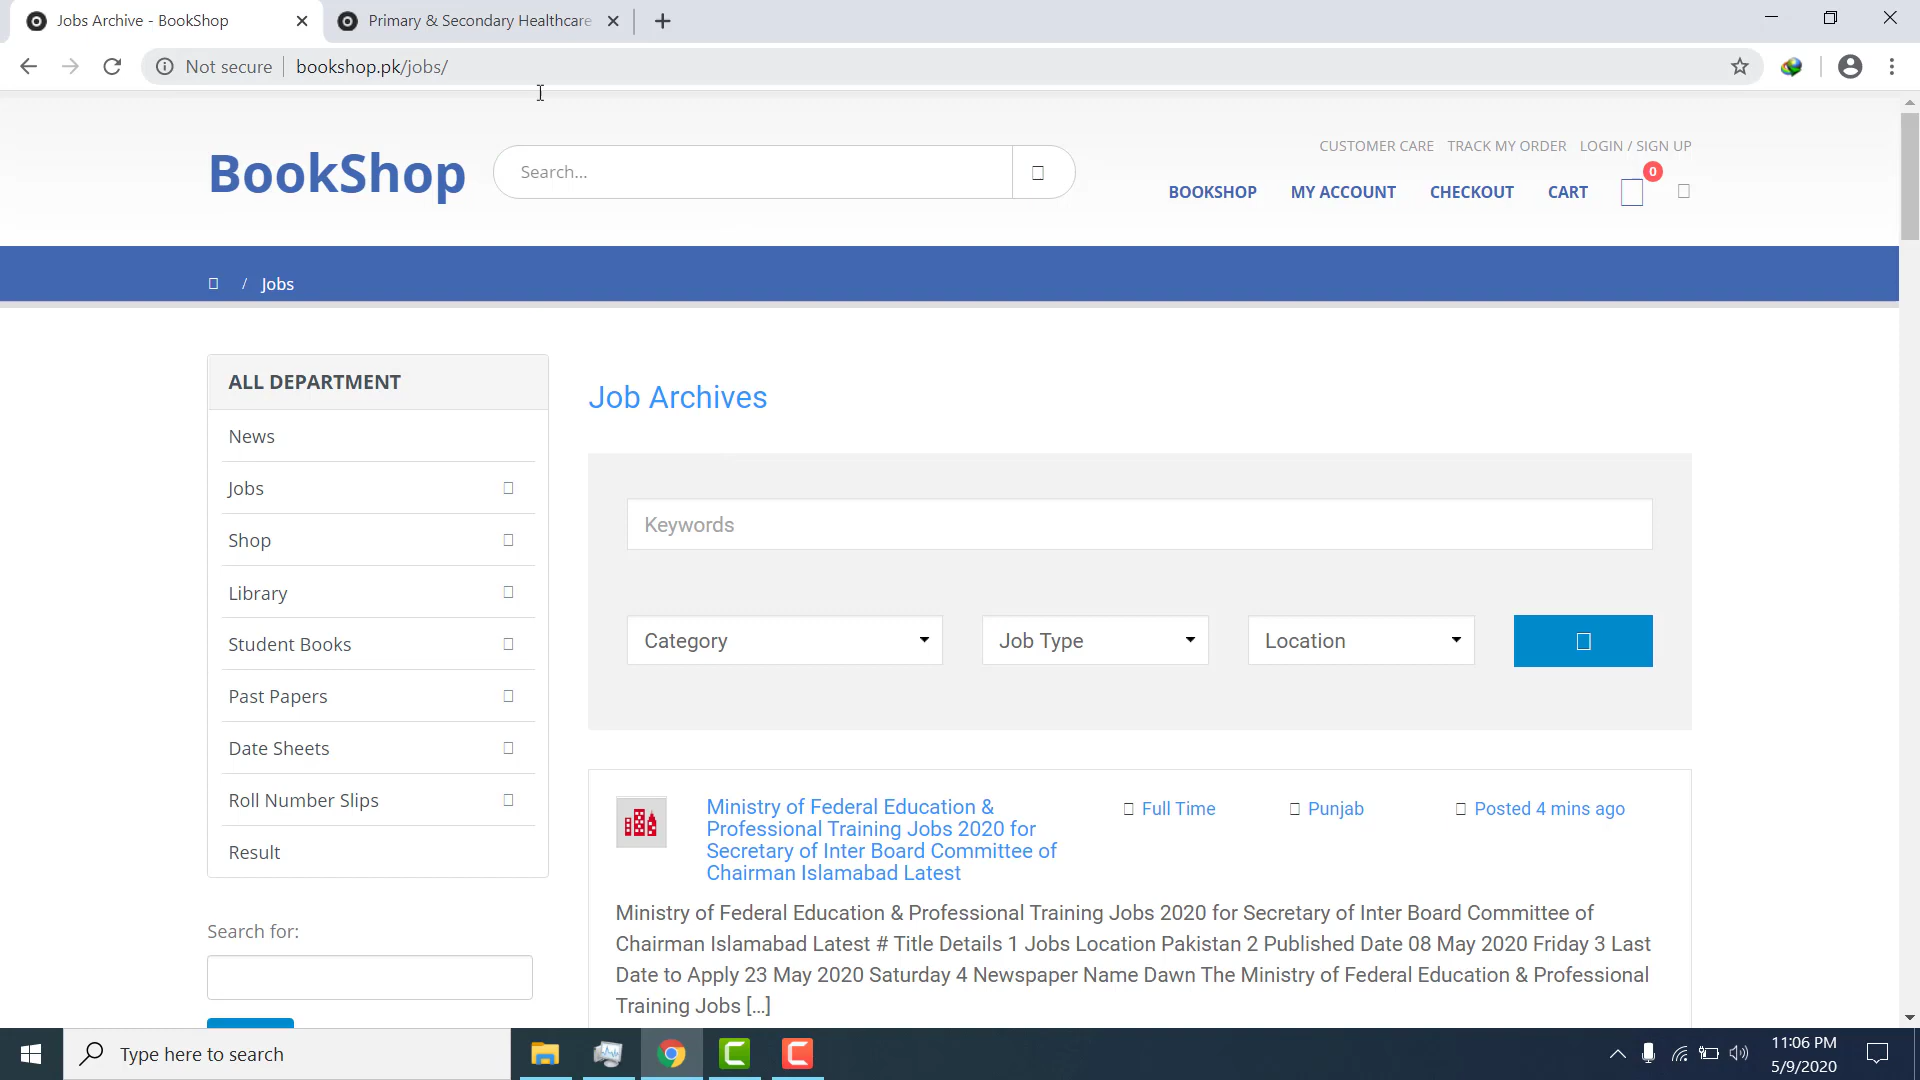 Jobs Archive - BookShop
Primary & Secondary Healthcare
Not secure
bookshop.pk/jobs/
BookShop
Search...
CUSTOMER CARE TRACK MY ORDER LOGIN / SIGN UP
BOOKSHOP MY ACCOUNT CHECKOUT CART 0
/ Jobs
ALL DEPARTMENT
News
Jobs
Shop
Library
Student Books
Past Papers
Date Sheets
Roll Number Slips
Result
Search for:
Job Archives
Keywords
Category Job Type Location
Ministry of Federal Education &
Professional Training Jobs 2020 for
Secretary of Inter Board Committee of
Chairman Islamabad Latest
Full Time Punjab Posted 4 mins ago
Ministry of Federal Education & Professional Training Jobs 2020 for Secretary of Inter Board Committee of
Chairman Islamabad Latest # Title Details 1 Jobs Location Pakistan 2 Published Date 08 May 2020 Friday 3 Last
Date to Apply 23 May 2020 Saturday 4 Newspaper Name Dawn The Ministry of Federal Education & Professional
Training Jobs [...]
Type here to search
11:06 PM
5/9/2020